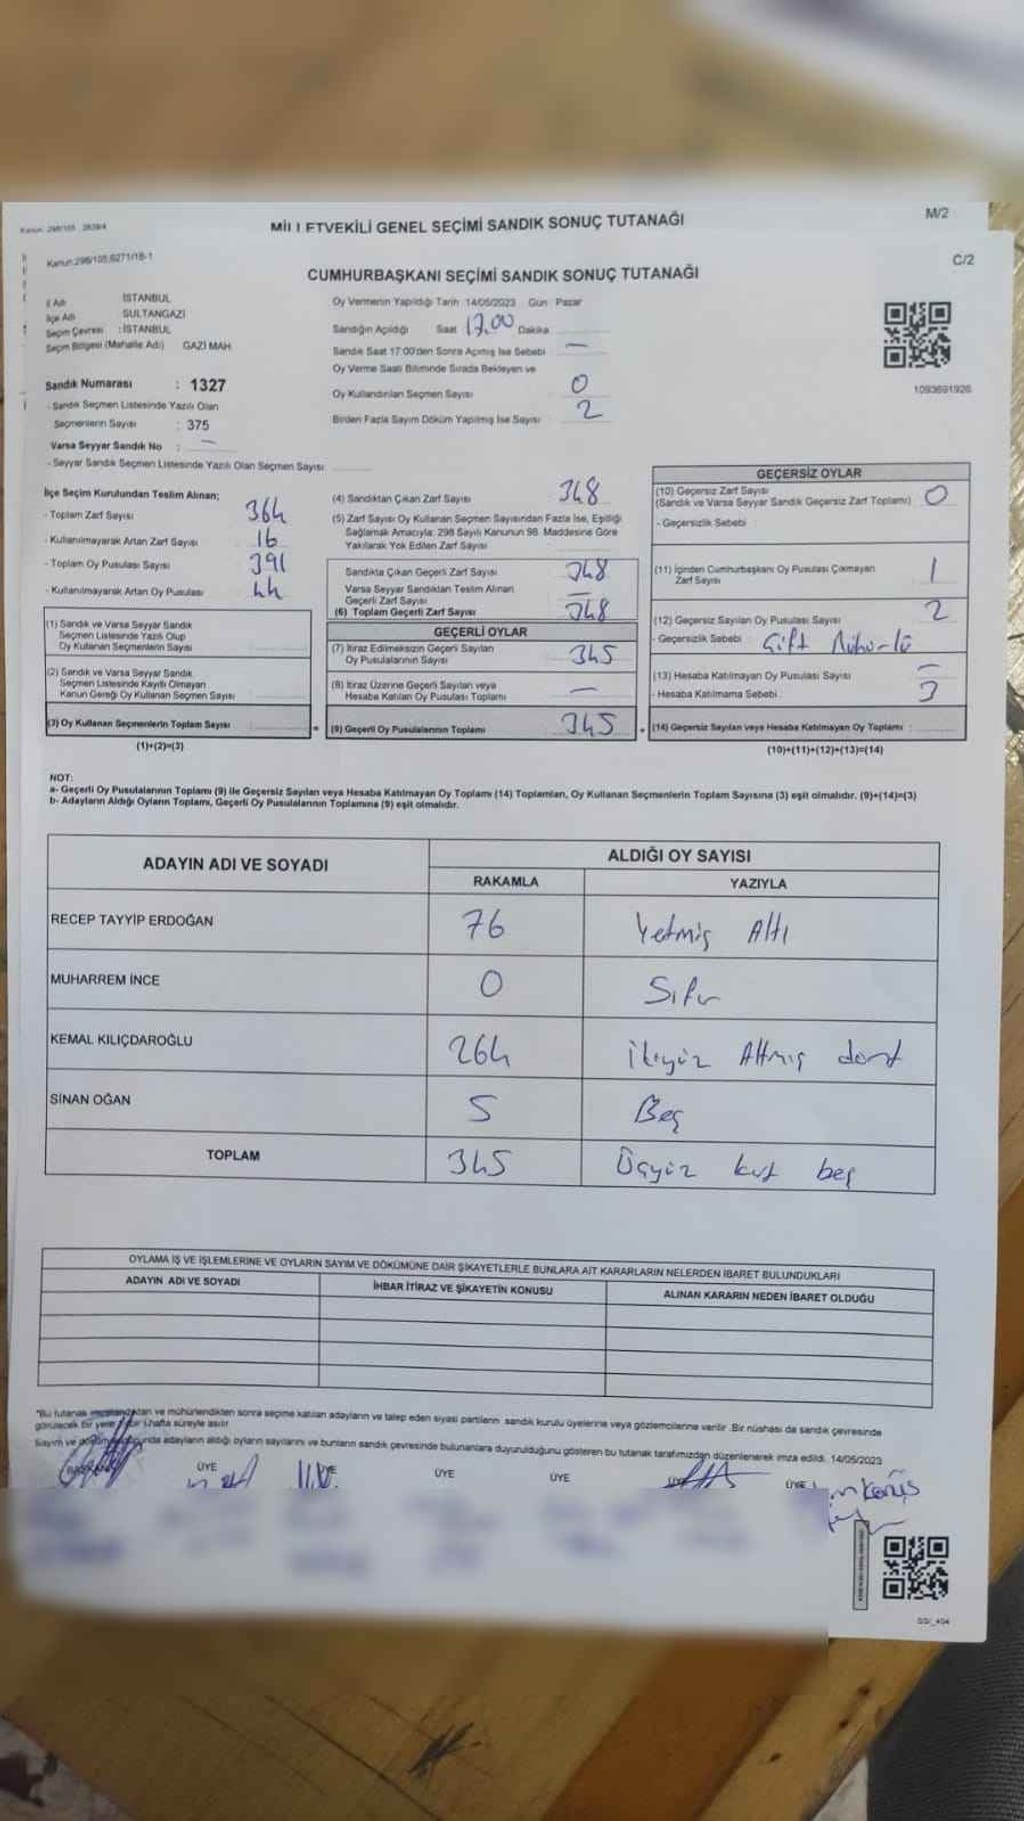 Kanun: 298/105
M/2
MİLLETVEKİLİ GENEL SEÇİMİ SANDIK SONUÇ TUTANAĞI
Kanun:298/105,6271/18-1
C/2
CUMHURBAŞKANI SEÇİMİ SANDIK SONUÇ TUTANAĞI
İl Adı İSTANBUL
İlçe Adı SULTANGAZİ
Seçim Çevresi : İSTANBUL
Seçim Bölgesi (Mahalle Adı) GAZİ MAH.
Sandık Numarası : 1327
- Sandık Seçmen Listesinde Yazılı Olan
Seçmenlerin Sayısı : 375
Varsa Seyyar Sandık No : –
- Seyyar Sandık Seçmen Listesinde Yazılı Olan Seçmen Sayısı
Oy Vermenin Yapıldığı Tarih 14/05/2023 Gün Pazar
Sandığın Açıldığı Saat 17.00 Dakika
Sandık Saat 17:00'den Sonra Açılmış İse Sebebi –
Oy Verme Saati Bitiminde Sırada Bekleyen ve
Oy Kullandırılan Seçmen Sayısı 0
Birden Fazla Sayım Döküm Yapılmış İse Sayısı 2
1093691926
İlçe Seçim Kurulundan Teslim Alınan;
- Toplam Zarf Sayısı 364
- Kullanılmayarak Artan Zarf Sayısı 16
- Toplam Oy Pusulası Sayısı 391
- Kullanılmayarak Artan Oy Pusulası 44
(1) Sandık ve Varsa Seyyar Sandık
Seçmen Listesinde Yazılı Olup
Oy Kullanan Seçmenlerin Sayısı
(2) Sandık ve Varsa Seyyar Sandık
Seçmen Listesinde Kayıtlı Olmayan
Kanun Gereği Oy Kullanan Seçmen Sayısı
(3) Oy Kullanan Seçmenlerin Toplam Sayısı =
(1)+(2)=(3)
(4) Sandıktan Çıkan Zarf Sayısı 348
(5) Zarf Sayısı Oy Kullanan Seçmen Sayısından Fazla İse, Eşitliği
Sağlamak Amacıyla; 298 Sayılı Kanunun 98. Maddesine Göre
Yakılarak Yok Edilen Zarf Sayısı
Sandıkta Çıkan Geçerli Zarf Sayısı 348
Varsa Seyyar Sandıktan Teslim Alınan
Geçerli Zarf Sayısı –
(6) Toplam Geçerli Zarf Sayısı 348
GEÇERLİ OYLAR
(7) İtiraz Edilmeksizin Geçerli Sayılan
Oy Pusulalarının Sayısı 345
(8) İtiraz Üzerine Geçerli Sayılan veya
Hesaba Katılan Oy Pusulası Toplamı –
(9) Geçerli Oy Pusulalarının Toplamı 345 +
GEÇERSİZ OYLAR
(10) Geçersiz Zarf Sayısı
(Sandık ve Varsa Seyyar Sandık Geçersiz Zarf Toplamı) 0
- Geçersizlik Sebebi
(11) İçinden Cumhurbaşkanı Oy Pusulası Çıkmayan
Zarf Sayısı 1
(12) Geçersiz Sayılan Oy Pusulası Sayısı 2
- Geçersizlik Sebebi Çift Mühürlü
(13) Hesaba Katılmayan Oy Pusulası Sayısı –
- Hesaba Katılmama Sebebi 3
(14) Geçersiz Sayılan veya Hesaba Katılmayan Oy Toplamı :
(10)+(11)+(12)+(13)=(14)
NOT:
a- Geçerli Oy Pusulalarının Toplamı (9) ile Geçersiz Sayılan veya Hesaba Katılmayan Oy Toplamı (14) Toplamları, Oy Kullanan Seçmenlerin Toplam Sayısına (3) eşit olmalıdır. (9)+(14)=(3)
b- Adayların Aldığı Oyların Toplamı, Geçerli Oy Pusulalarının Toplamına (9) eşit olmalıdır.
ADAYIN ADI VE SOYADI
ALDIĞI OY SAYISI
RAKAMLA YAZIYLA
RECEP TAYYİP ERDOĞAN 76 Yetmiş Altı
MUHARREM İNCE 0 Sıfır
KEMAL KILIÇDAROĞLU 264 İkiyüz Altmış dört
SİNAN OĞAN 5 Beş
TOPLAM 345 Üçyüz kırk beş
OYLAMA İŞ VE İŞLEMLERİNE VE OYLARIN SAYIM VE DÖKÜMÜNE DAİR ŞİKAYETLERLE BUNLARA AİT KARARLARIN NELERDEN İBARET BULUNDUKLARI
ADAYIN ADI VE SOYADI İHBAR İTİRAZ VE ŞİKAYETİN KONUSU ALINAN KARARIN NEDEN İBARET OLDUĞU
"Bu tutanak ve mühürlendikten sonra seçime katılan adayların ve talep eden siyasi partilerin sandık kurulu üyelerine veya gözlemcilerine verilir. Bir nüshası da sandık çevresinde
görülecek bir yere bir hafta süreyle asılır.
Sayım ve adayların aldığı oyların sayılarını ve bunların sandık çevresinde bulunanlara duyurulduğunu gösteren bu tutanak tarafımızdan düzenlenerek imza edildi. 14/05/2023
BAŞKAN ÜYE ÜYE ÜYE ÜYE ÜYE ÜYE